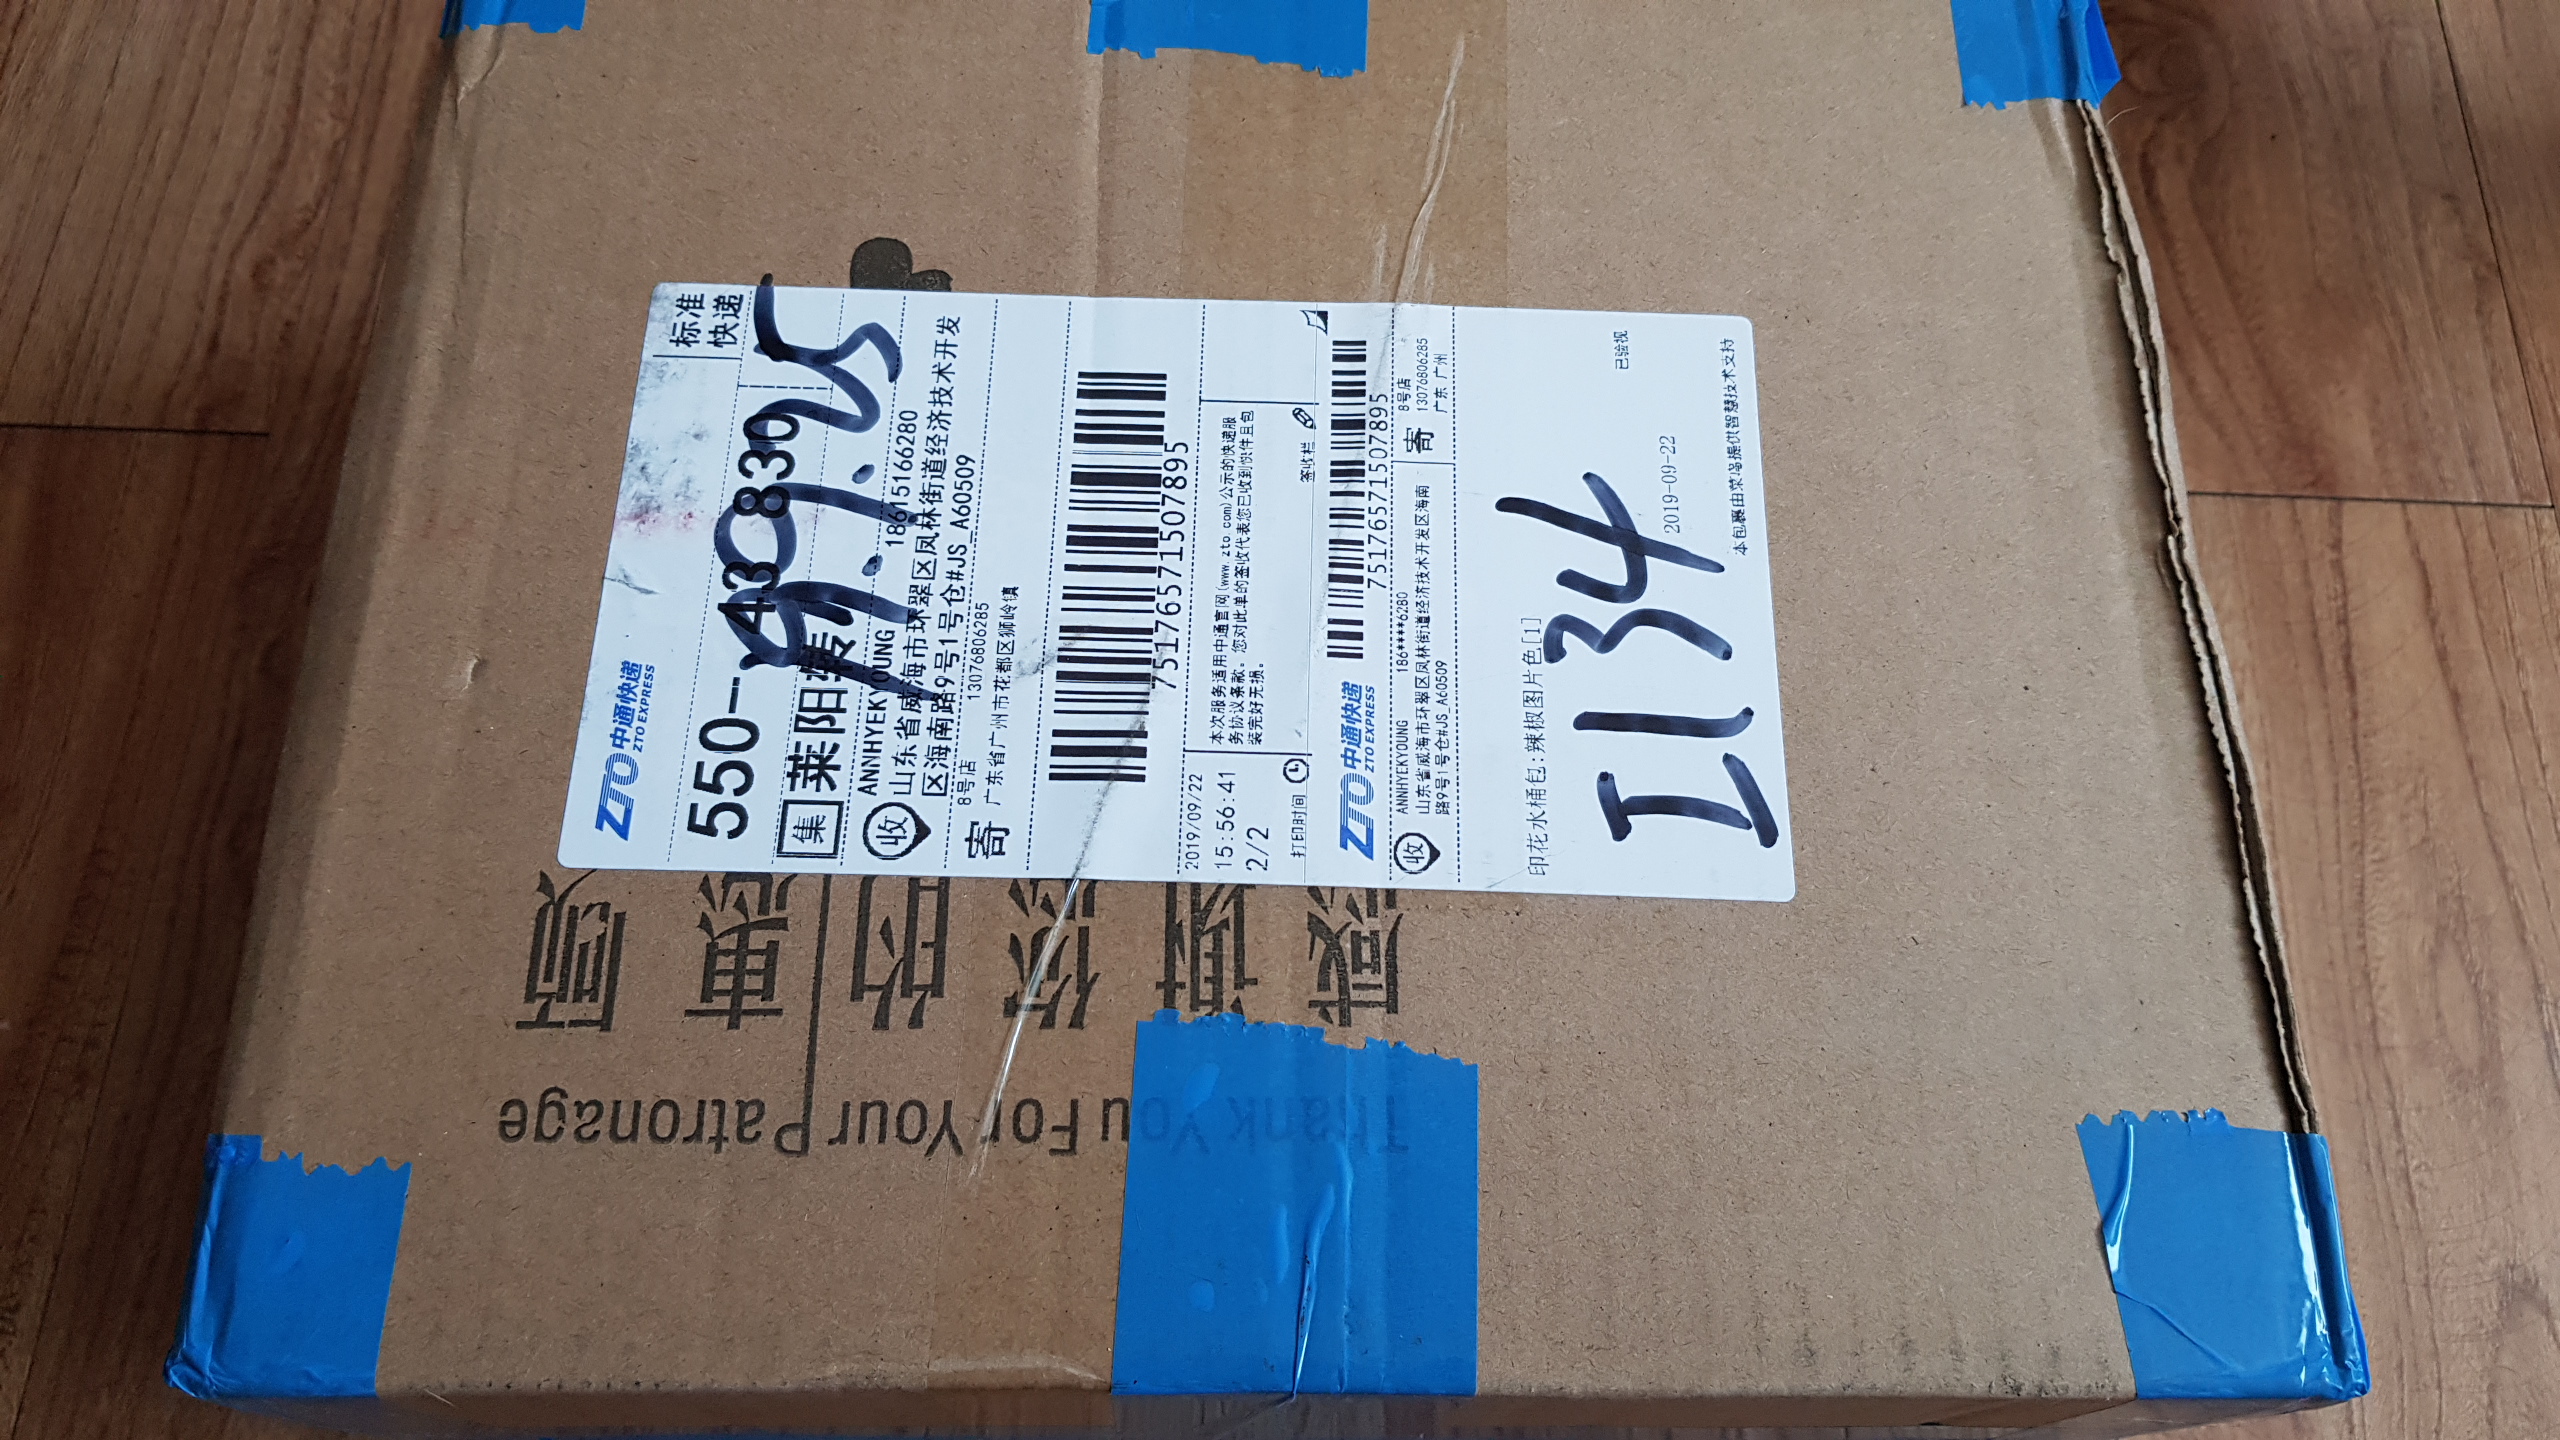 ZTO 中通快递
ZTO EXPRESS
标准
快递
550-
43 830
9.25
集 莱阳
收 ANNHYEKYOUNG 18615166280
山东省威海市环翠区凤林街道经济技术开发
区海南路9号1号仓#JS_A60509
寄 8号店 13076806285
广东省广州市花都区狮岭镇
75176571507895
2019/09/22
15:56:41
2/2
打印时间
本次服务适用中通官网(www.zto.com)公示的快递服
务协议条款。您对此单的签收代表您已收到快件且包
装完好无损。
签收栏
ZTO 中通快递
ZTO EXPRESS
75176571507895
收 ANNHYEKYOUNG 186****6280
山东省威海市环翠区凤林街道经济技术开发区海南
路9号1号仓#JS_A60509
寄 8号店
13076806285
广东 广州
印花水桶包:辣椒图片色[1]
已验视
1134
2019-09-22
本包裹由菜鸟提供智慧技术支持
感谢您的惠顾
Thank You For Your Patronage